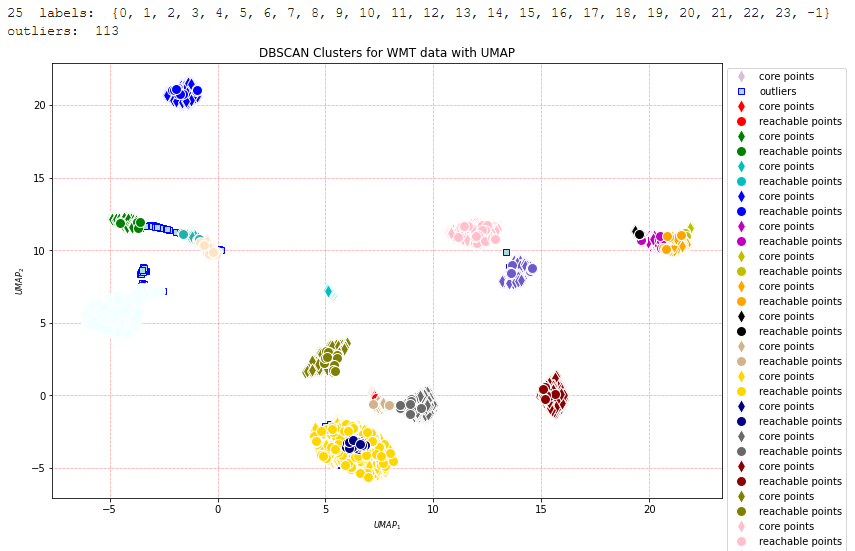 25  labels:  {0, 1, 2, 3, 4, 5, 6, 7, 8, 9, 10, 11, 12, 13, 14, 15, 16, 17, 18, 19, 20, 21, 22, 23, -1}
outliers:  113
DBSCAN Clusters for WMT data with UMAP
20
15
10
5
0
−5
UMAP₂
−5
0
5
10
15
20
UMAP₁
core points
outliers
core points
reachable points
core points
reachable points
core points
reachable points
core points
reachable points
core points
reachable points
core points
reachable points
core points
reachable points
core points
reachable points
core points
reachable points
core points
reachable points
core points
reachable points
core points
reachable points
core points
reachable points
core points
reachable points
core points
reachable points